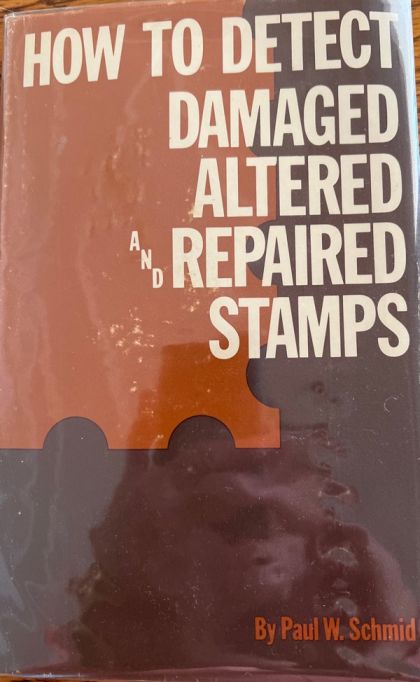 HOW TO DETECT
DAMAGED
ALTERED
AND REPAIRED
STAMPS
By Paul W. Schmid